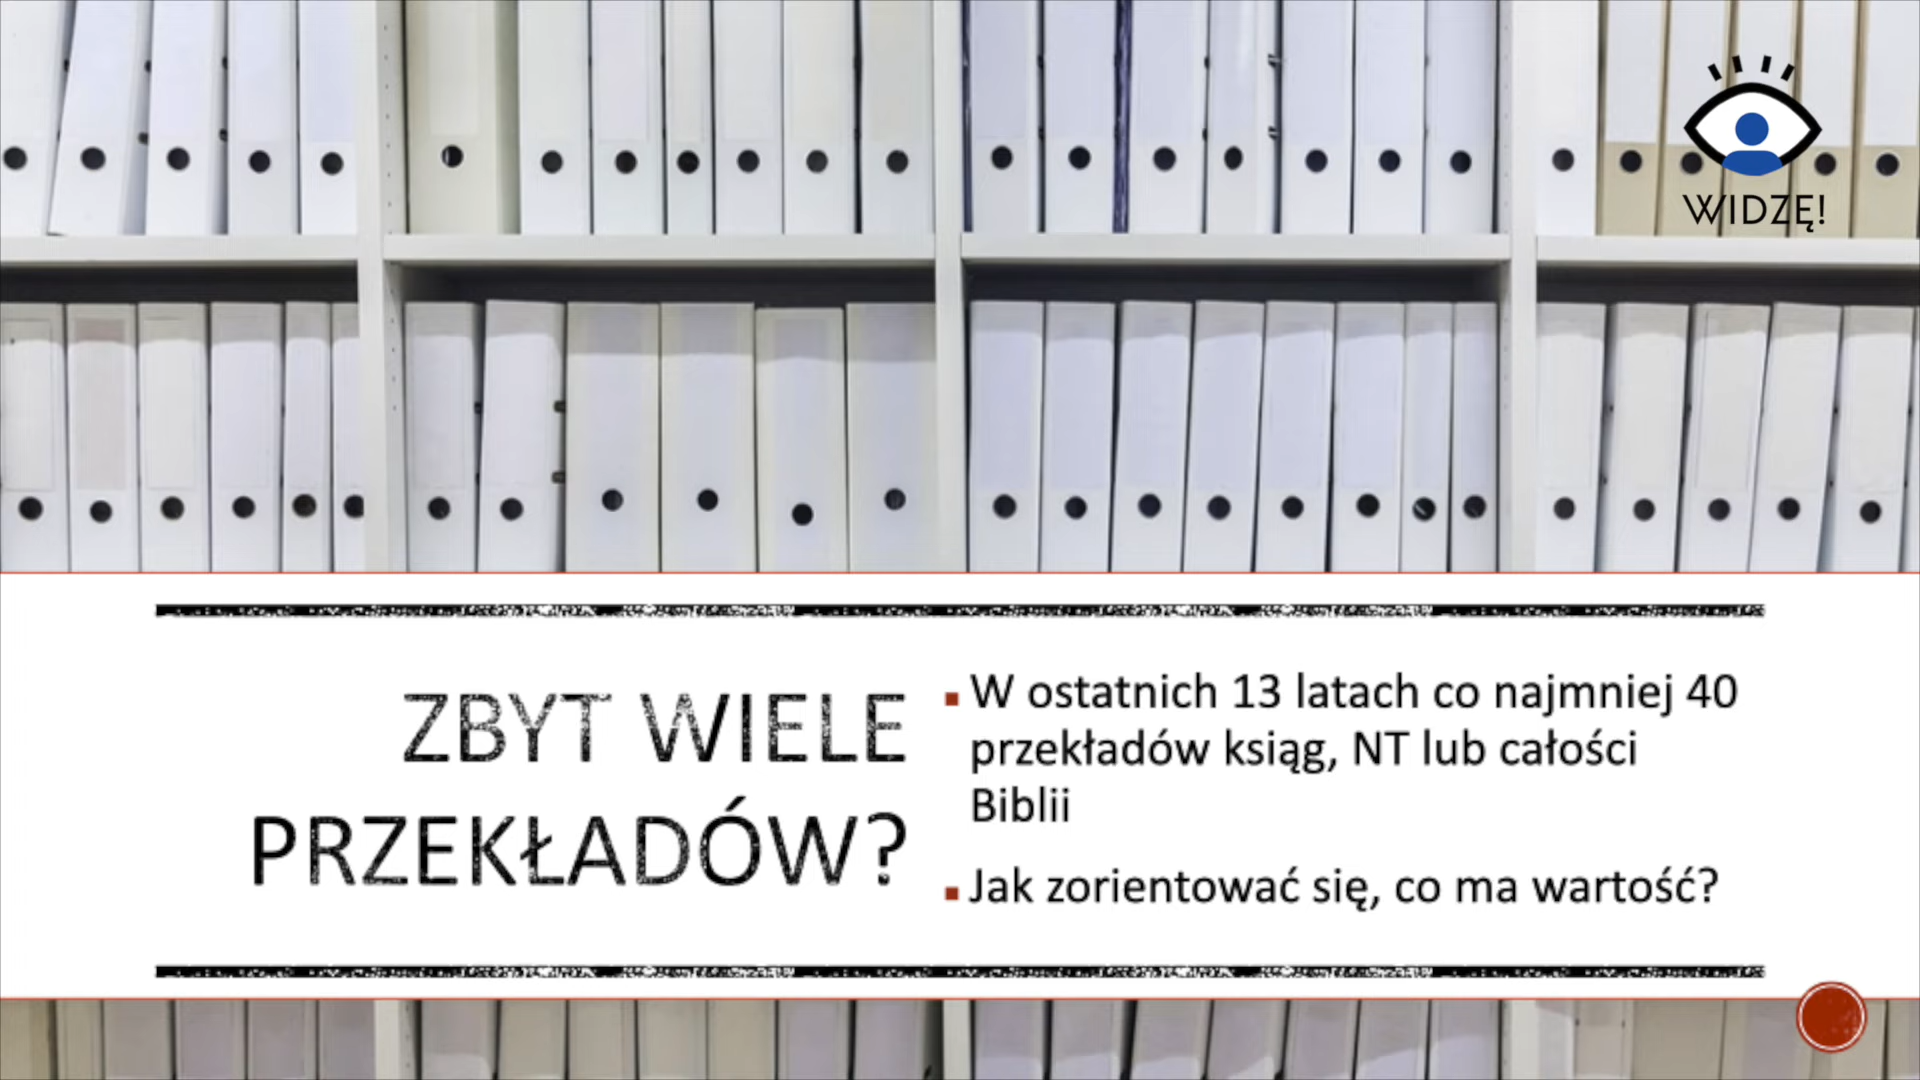 WIDZĘ!
ZBYT WIELE
PRZEKŁADÓW?
W ostatnich 13 latach co najmniej 40
przekładów ksiąg, NT lub całości
Biblii
Jak zorientować się, co ma wartość?